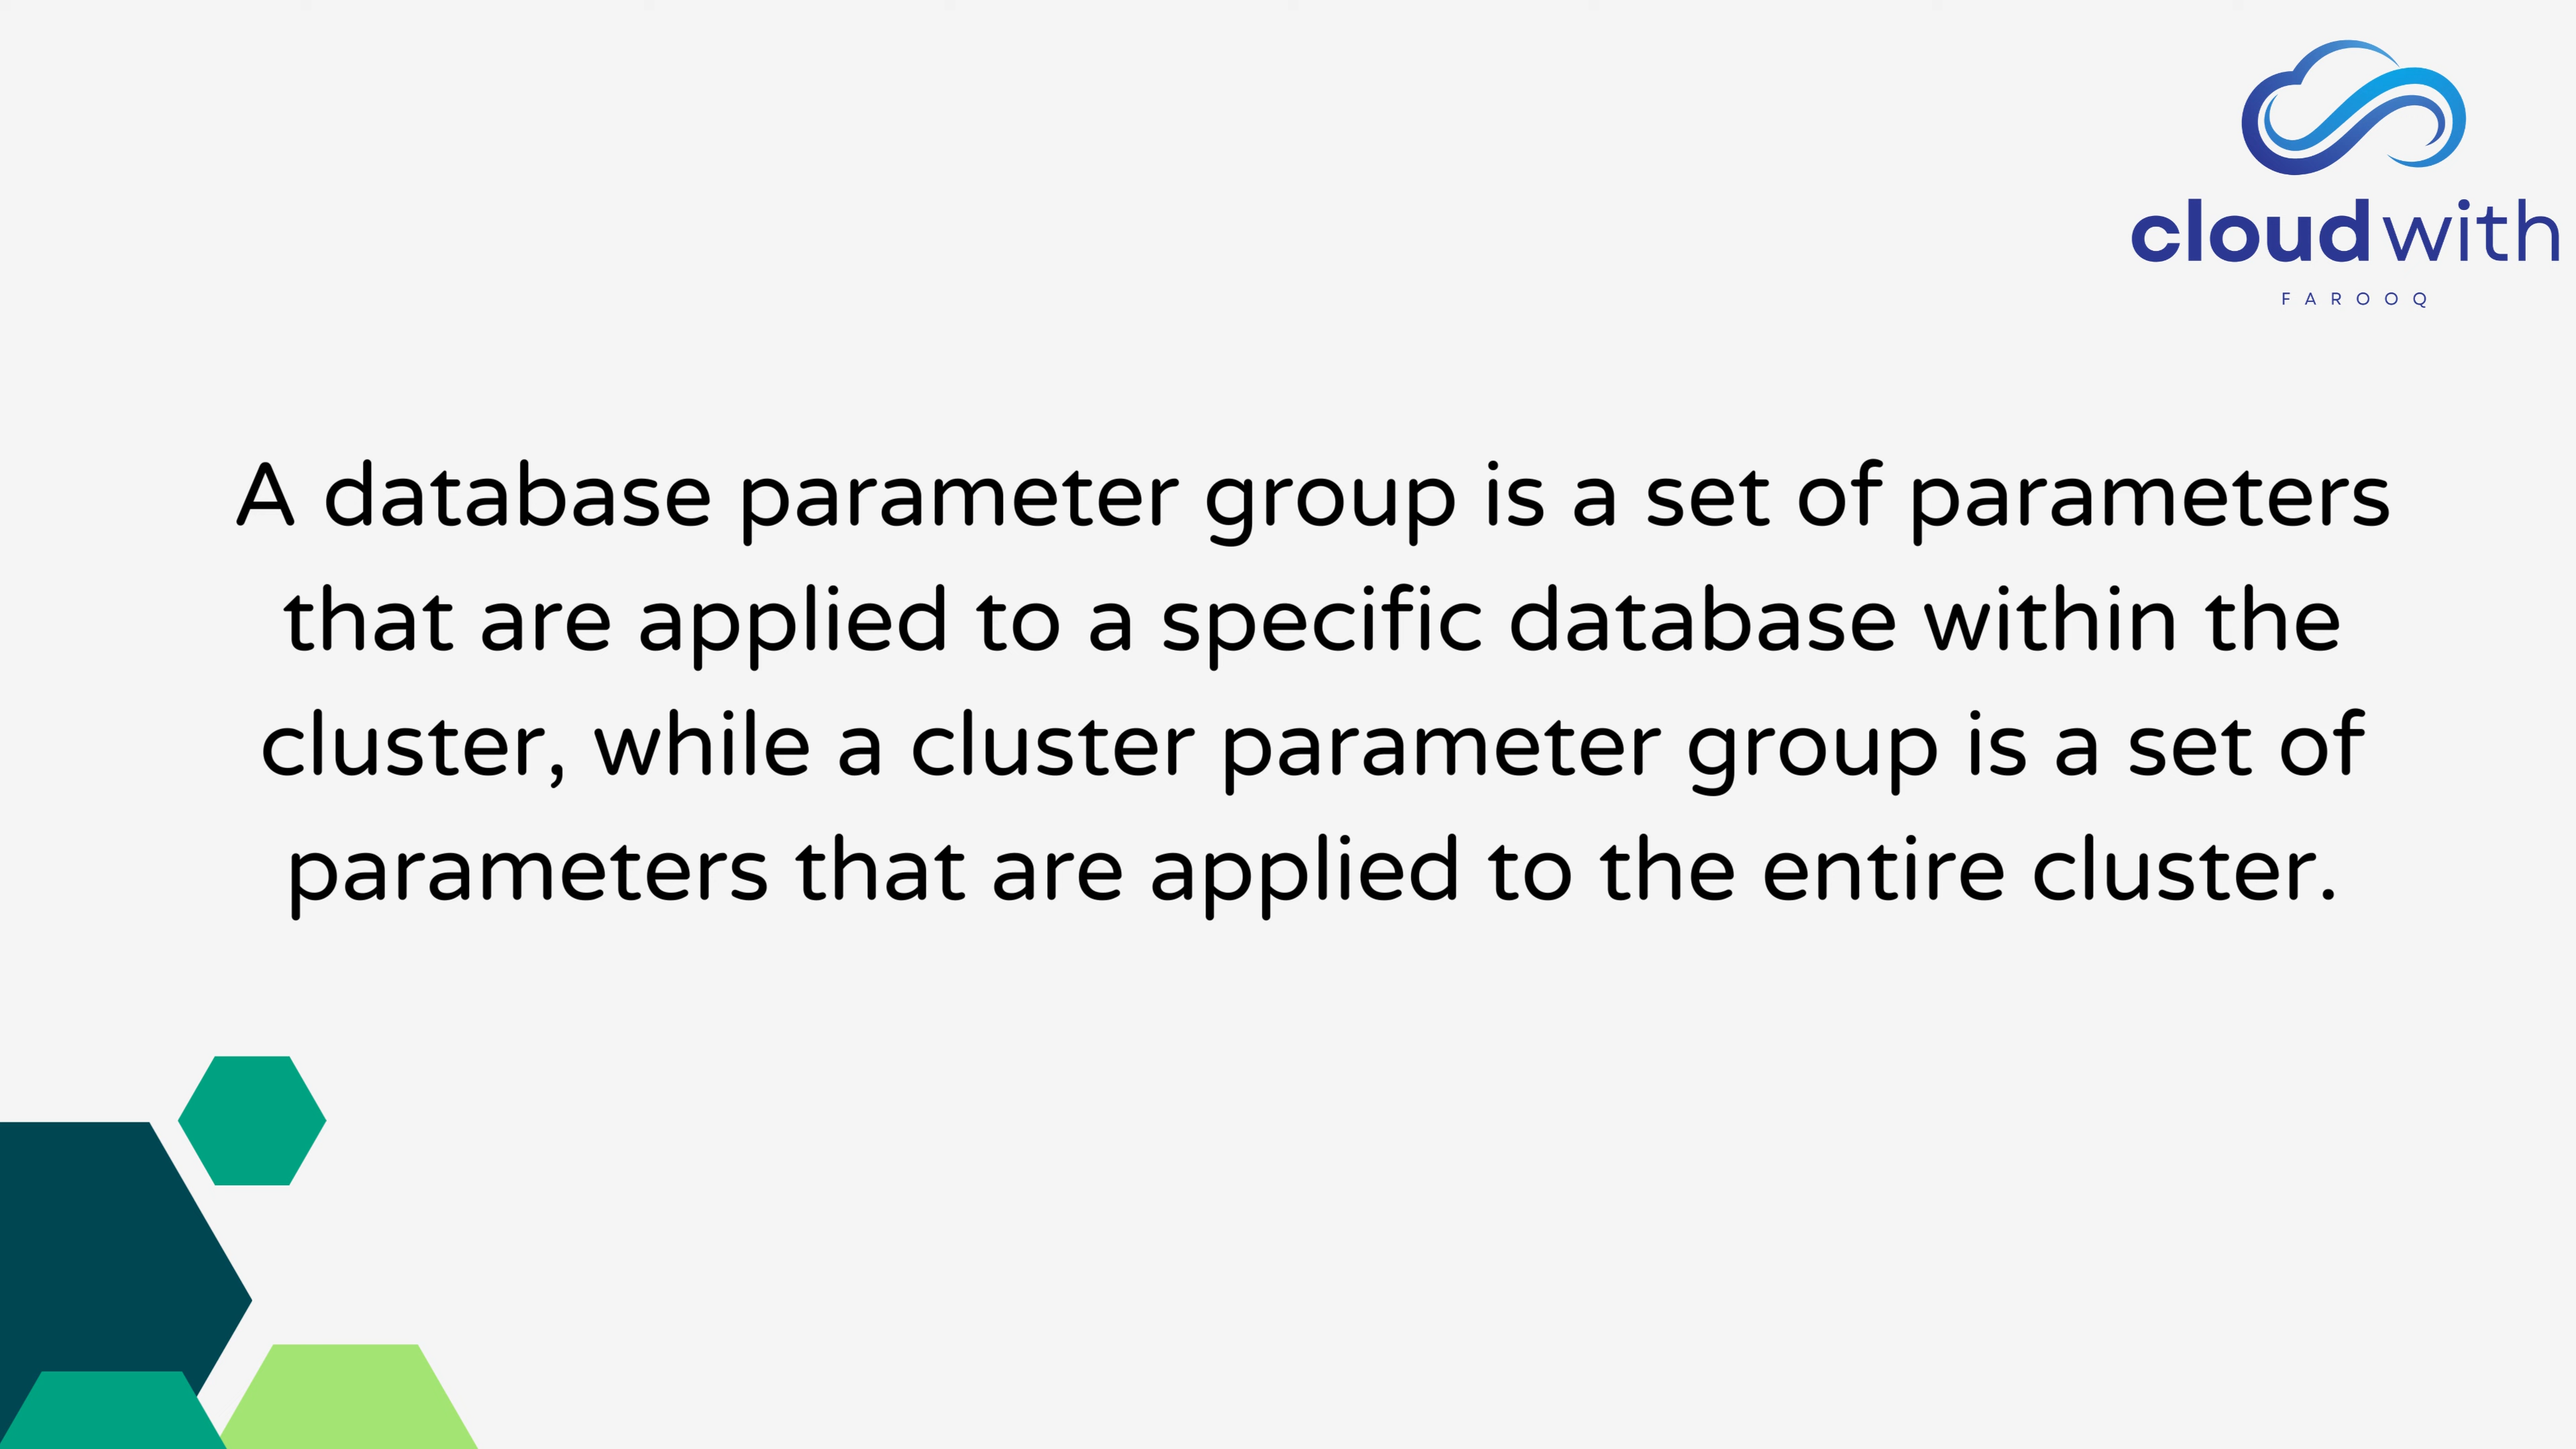 cloudwith
FAROOQ
A database parameter group is a set of parameters
that are applied to a specific database within the
cluster, while a cluster parameter group is a set of
parameters that are applied to the entire cluster.